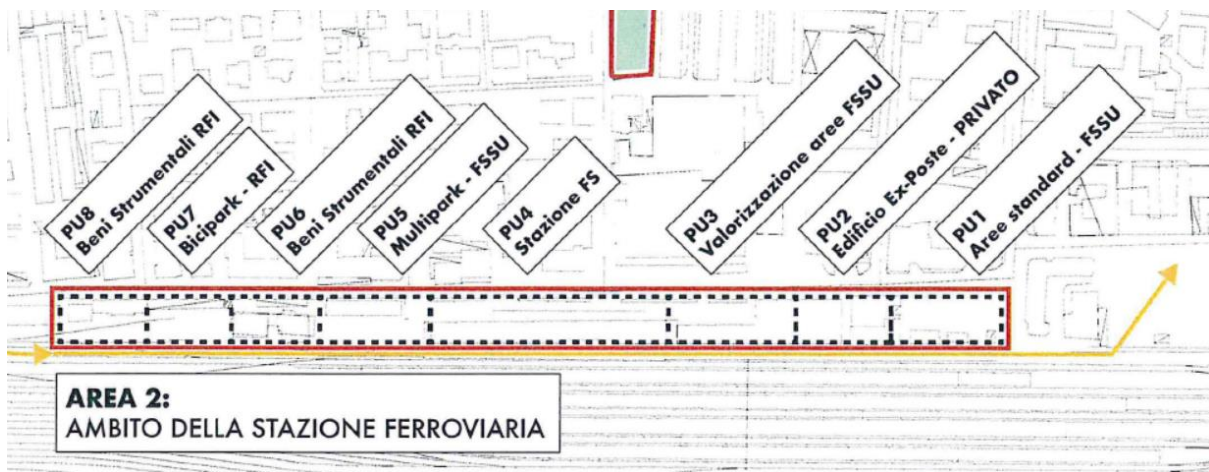 PU8
Beni Strumentali RFI
PU7
Bicipark - RFI
PU6
Beni Strumentali RFI
PU5
Multipark - FSSU
PU4
Stazione FS
PU3
Valorizzazione aree FSSU
PU2
Edificio Ex-Poste - PRIVATO
PU1
Aree standard - FSSU
AREA 2:
AMBITO DELLA STAZIONE FERROVIARIA